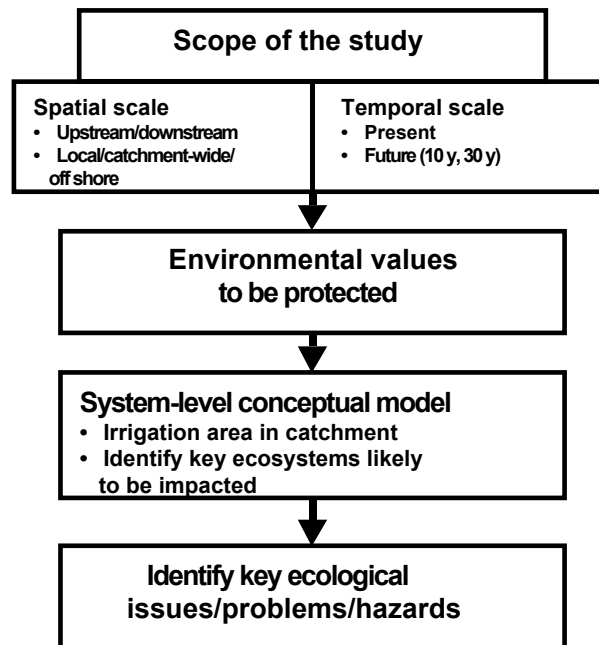 Scope of the study
Spatial scale
• Upstream/downstream
• Local/catchment-wide/
off shore
Temporal scale
• Present
• Future (10 y, 30 y)
Environmental values
to be protected
System-level conceptual model
• Irrigation area in catchment
• Identify key ecosystems likely
to be impacted
Identify key ecological
issues/problems/hazards